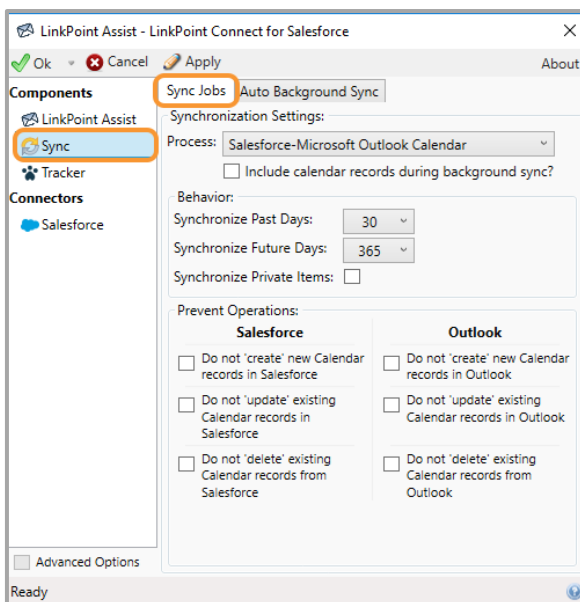 LinkPoint Assist - LinkPoint Connect for Salesforce
Ok
Cancel
Apply
About
Components
LinkPoint Assist
Sync
Tracker
Connectors
Salesforce
Advanced Options
Sync Jobs
Auto Background Sync
Synchronization Settings:
Process:
Salesforce-Microsoft Outlook Calendar
Include calendar records during background sync?
Behavior:
Synchronize Past Days:
30
Synchronize Future Days:
365
Synchronize Private Items:
Prevent Operations:
Salesforce
Do not 'create' new Calendar
records in Salesforce
Do not 'update' existing
Calendar records in
Salesforce
Do not 'delete' existing
Calendar records from
Salesforce
Outlook
Do not 'create' new Calendar
records in Outlook
Do not 'update' existing
Calendar records in Outlook
Do not 'delete' existing
Calendar records from
Outlook
Ready